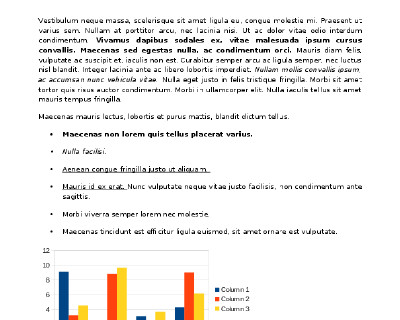 Vestibulum neque massa, scelerisque sit amet ligula eu, congue molestie mi. Praesent ut
varius sem. Nullam at porttitor arcu, nec lacinia nisi. Ut ac dolor vitae odio interdum
condimentum. Vivamus dapibus sodales ex, vitae malesuada ipsum cursus
convallis. Maecenas sed egestas nulla, ac condimentum orci. Mauris diam felis,
vulputate ac suscipit et, iaculis non est. Curabitur semper arcu ac ligula semper, nec luctus
nisl blandit. Integer lacinia ante ac libero lobortis imperdiet. Nullam mollis convallis ipsum,
ac accumsan nunc vehicula vitae. Nulla eget justo in felis tristique fringilla. Morbi sit amet
tortor quis risus auctor condimentum. Morbi in ullamcorper elit. Nulla iaculis tellus sit amet
mauris tempus fringilla.
Maecenas mauris lectus, lobortis et purus mattis, blandit dictum tellus.
• Maecenas non lorem quis tellus placerat varius.
• Nulla facilisi.
• Aenean congue fringilla justo ut aliquam.
• Mauris id ex erat. Nunc vulputate neque vitae justo facilisis, non condimentum ante
sagittis.
• Morbi viverra semper lorem nec molestie.
• Maecenas tincidunt est efficitur ligula euismod, sit amet ornare est vulputate.
12
10
8
6
4
Column 1
Column 2
Column 3